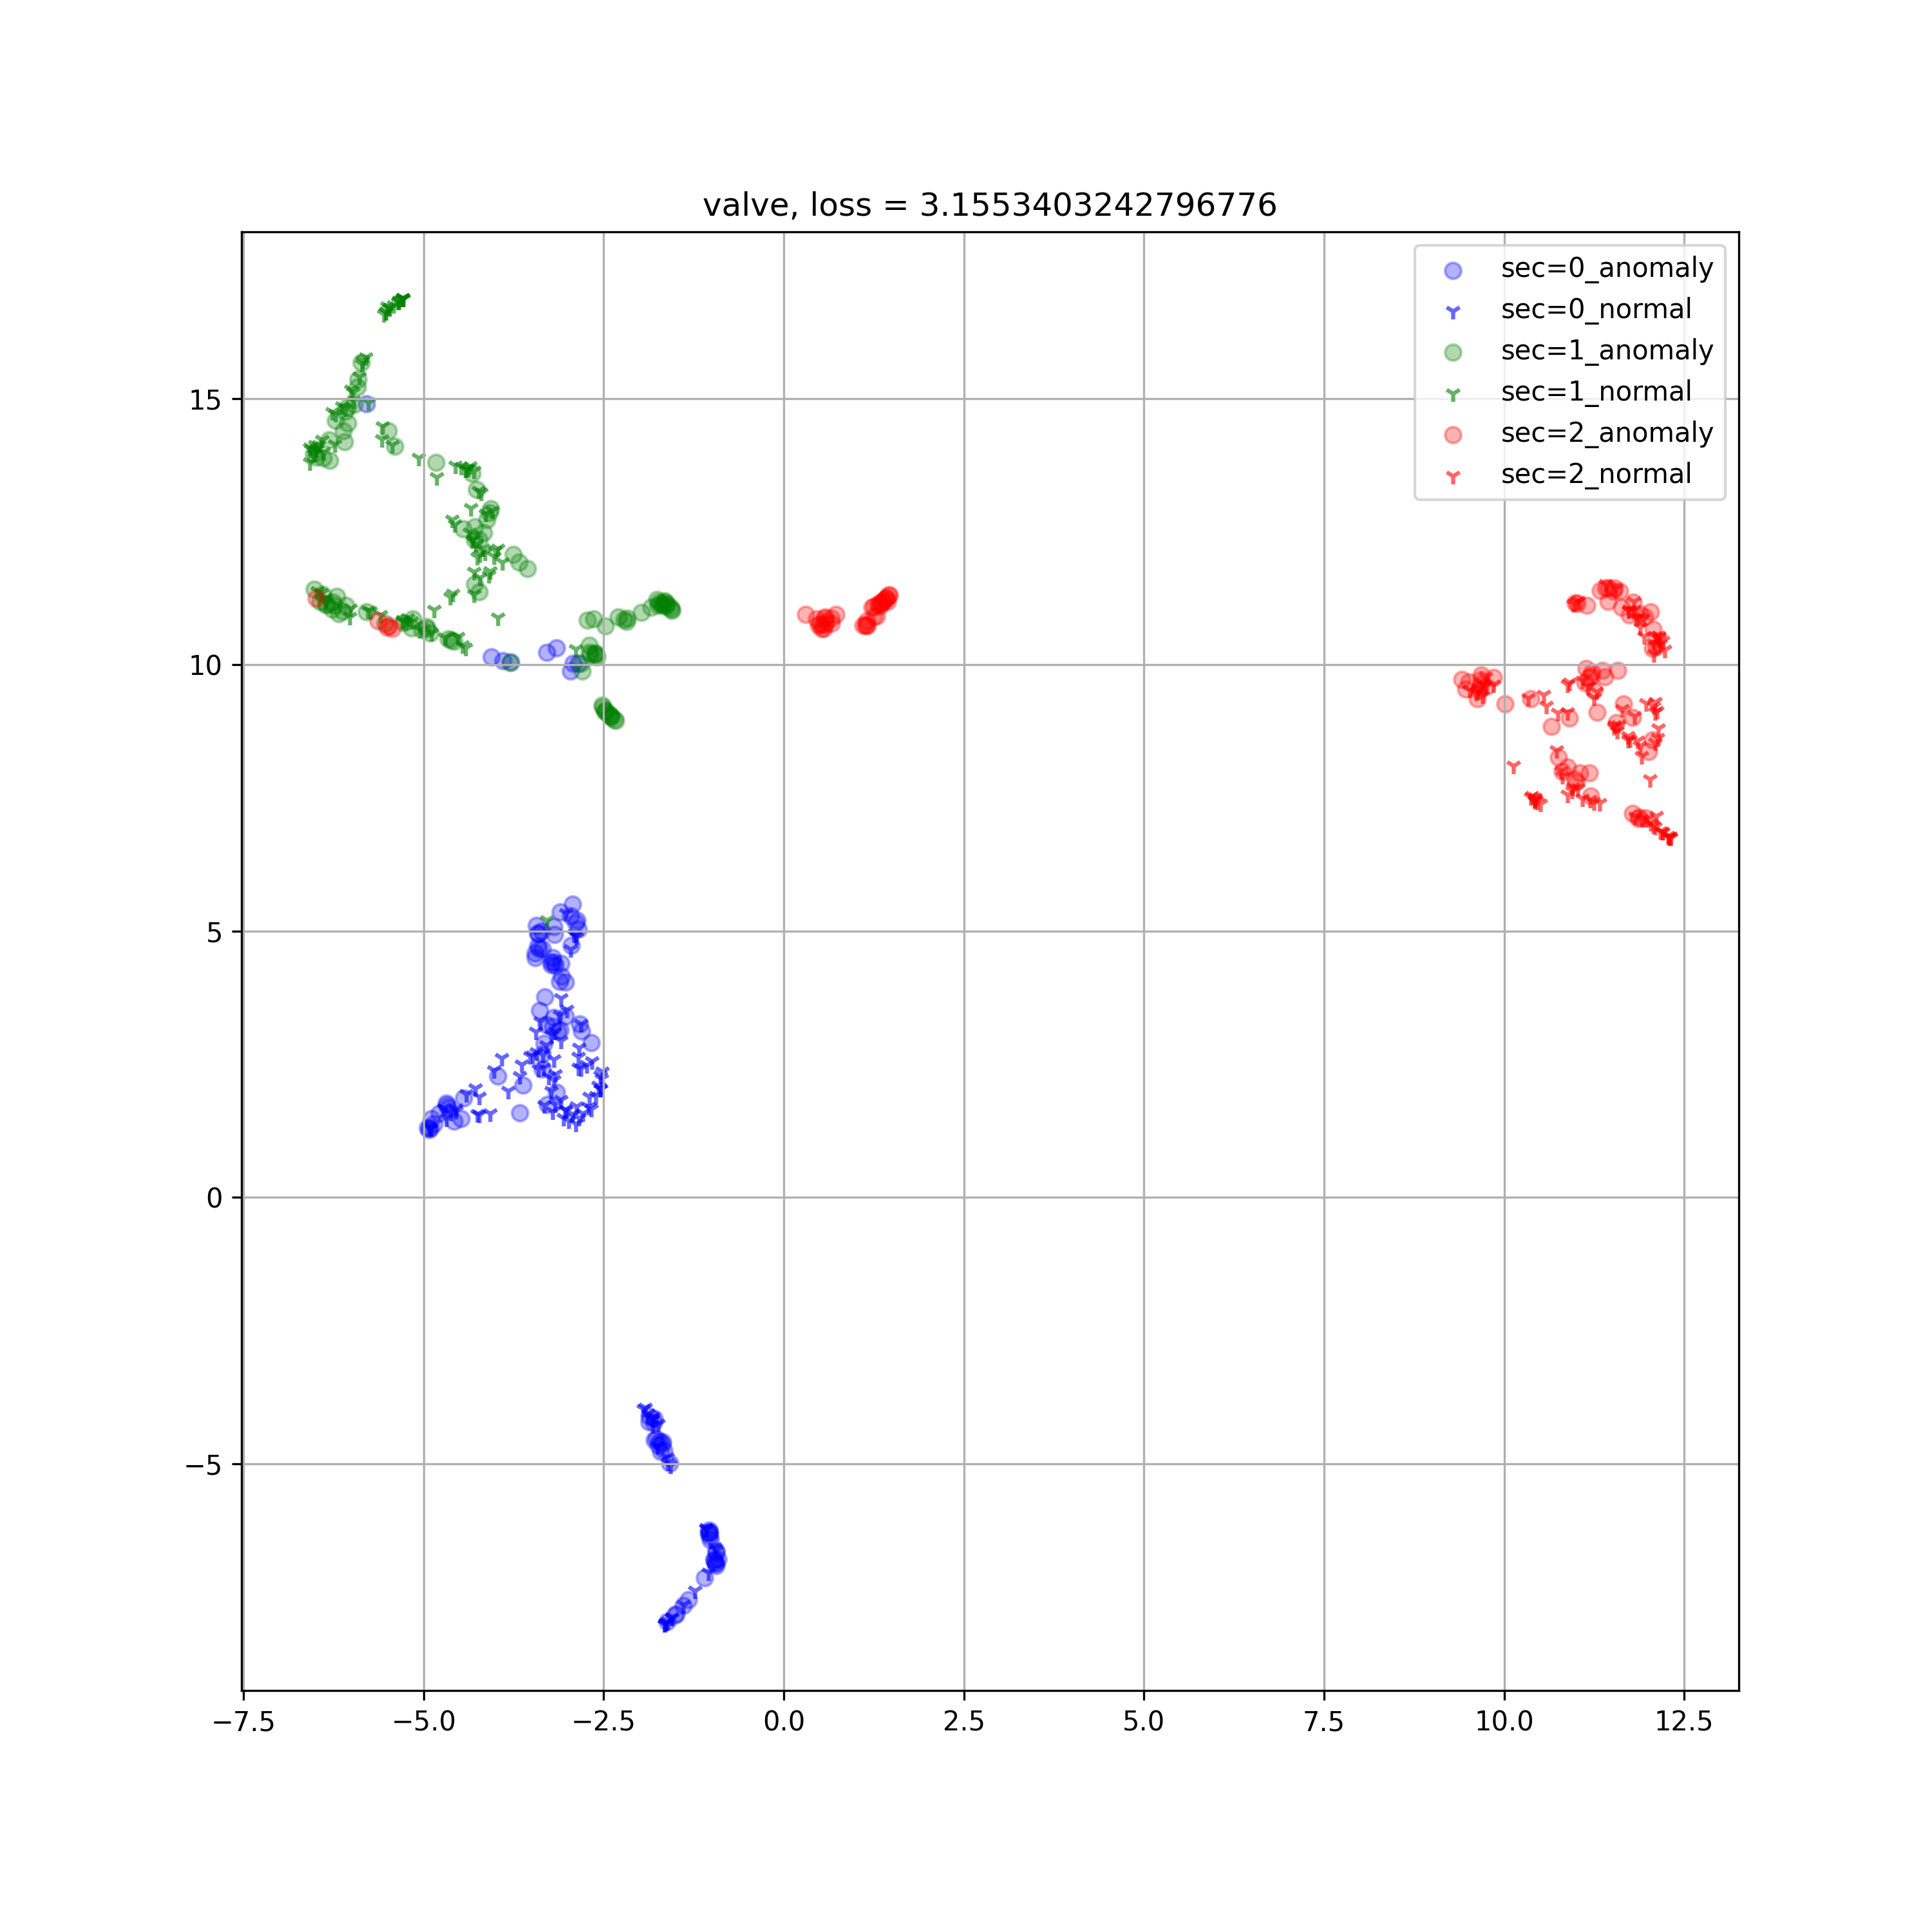 valve, loss = 3.1553403242796776
sec=0_anomaly
sec=0_normal
sec=1_anomaly
sec=1_normal
sec=2_anomaly
sec=2_normal
15
10
5
0
−5
−7.5 −5.0 −2.5 0.0 2.5 5.0 7.5 10.0 12.5